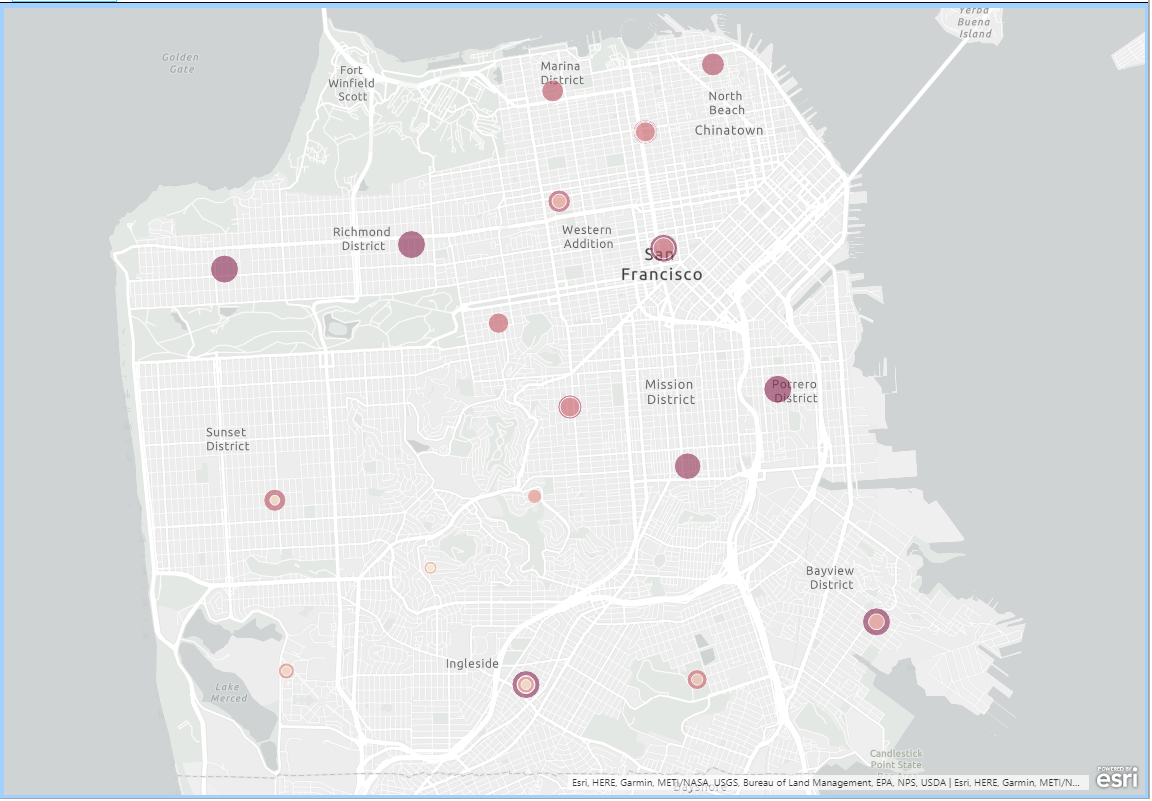 Yerba
Buena
Island
Golden
Gate
Fort
Winfield
Scott
Marina
District
North
Beach
Chinatown
Richmond
District
Western
Addition
San
Francisco
Mission
District
Potrero
District
Sunset
District
Bayview
District
Ingleside
Lake
Merced
Candlestick
Point State
Esri, HERE, Garmin, METI/NASA, USGS, Bureau of Land Management, EPA, NPS, USDA | Esri, HERE, Garmin, METI/N...
POWERED BY
esri